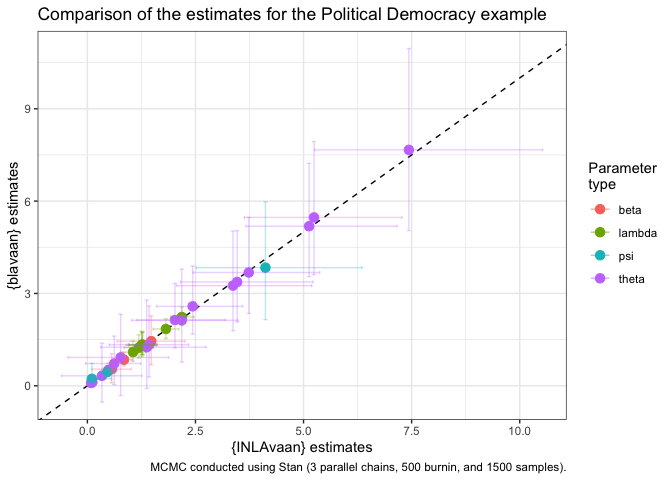 Comparison of the estimates for the Political Democracy example
{blavaan} estimates
9
6
3
0
0.0
2.5
5.0
7.5
10.0
{INLAvaan} estimates
MCMC conducted using Stan (3 parallel chains, 500 burnin, and 1500 samples).
Parameter
type
beta
lambda
psi
theta